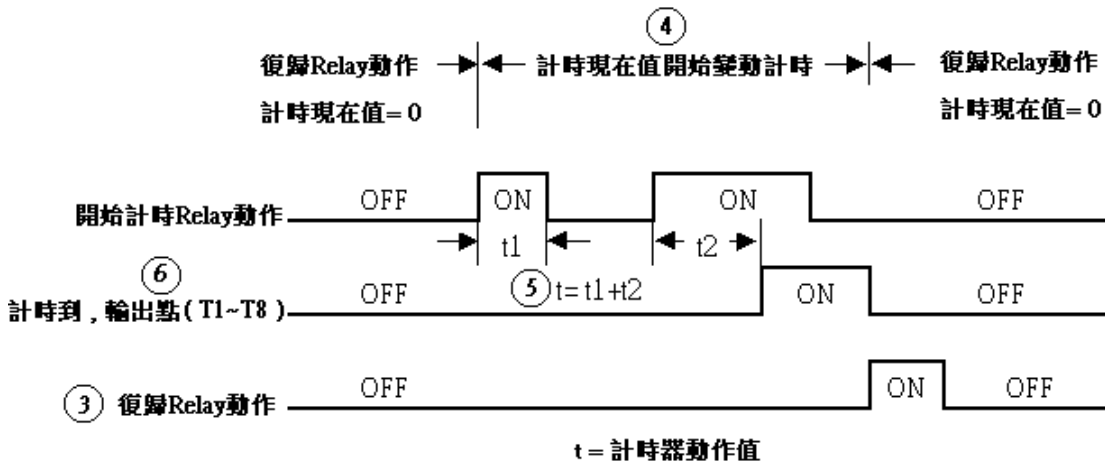 ④
復歸Relay動作 計時現在值開始變動計時 復歸Relay動作
計時現在值= 0 計時現在值= 0
開始計時Relay動作 OFF ON ON OFF
t1 t2
⑥ ⑤ t= t1+t2
計時到 , 輸出點 ( T1~T8 ) OFF ON OFF
③ 復歸Relay動作 OFF ON OFF
t = 計時器動作值